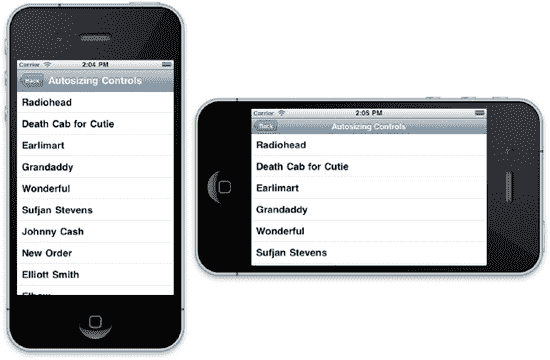 Carrier 2:04 PM
Back Autosizing Controls
Radiohead
Death Cab for Cutie
Earlimart
Grandaddy
Wonderful
Sufjan Stevens
Johnny Cash
New Order
Elliott Smith
Elbow
Carrier 2:05 PM
Back Autosizing Controls
Radiohead
Death Cab for Cutie
Earlimart
Grandaddy
Wonderful
Sufjan Stevens